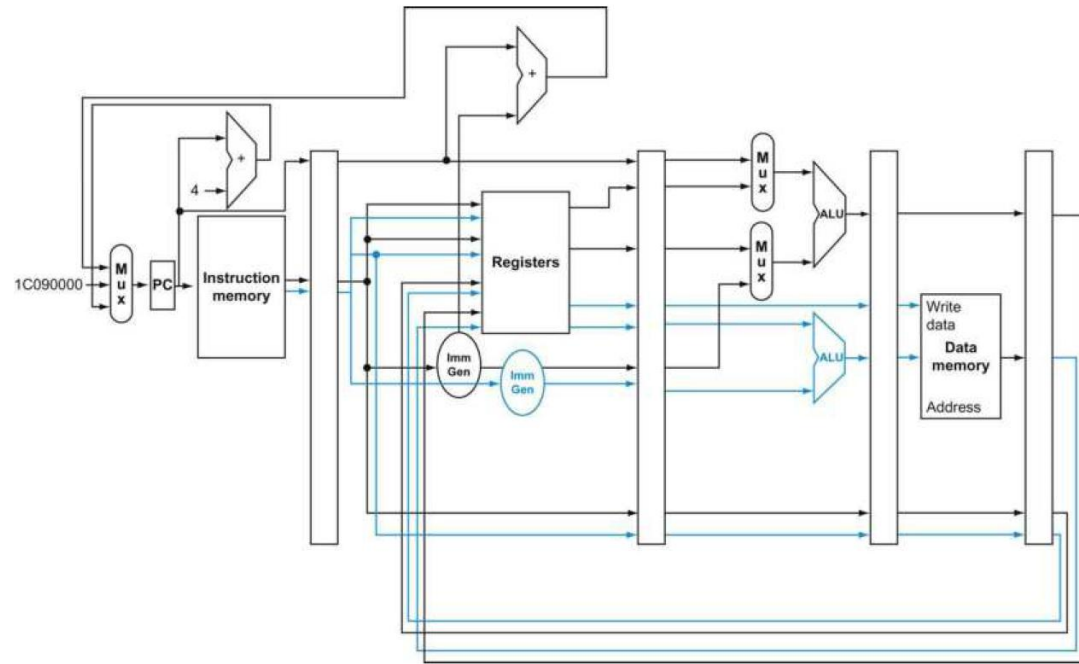 +
+
4
M
u
x
1C090000
M
u
x
PC
Instruction
memory
Registers
M
u
x
ALU
M
u
x
Imm
Gen
Imm
Gen
ALU
Write
data
Data
memory
Address